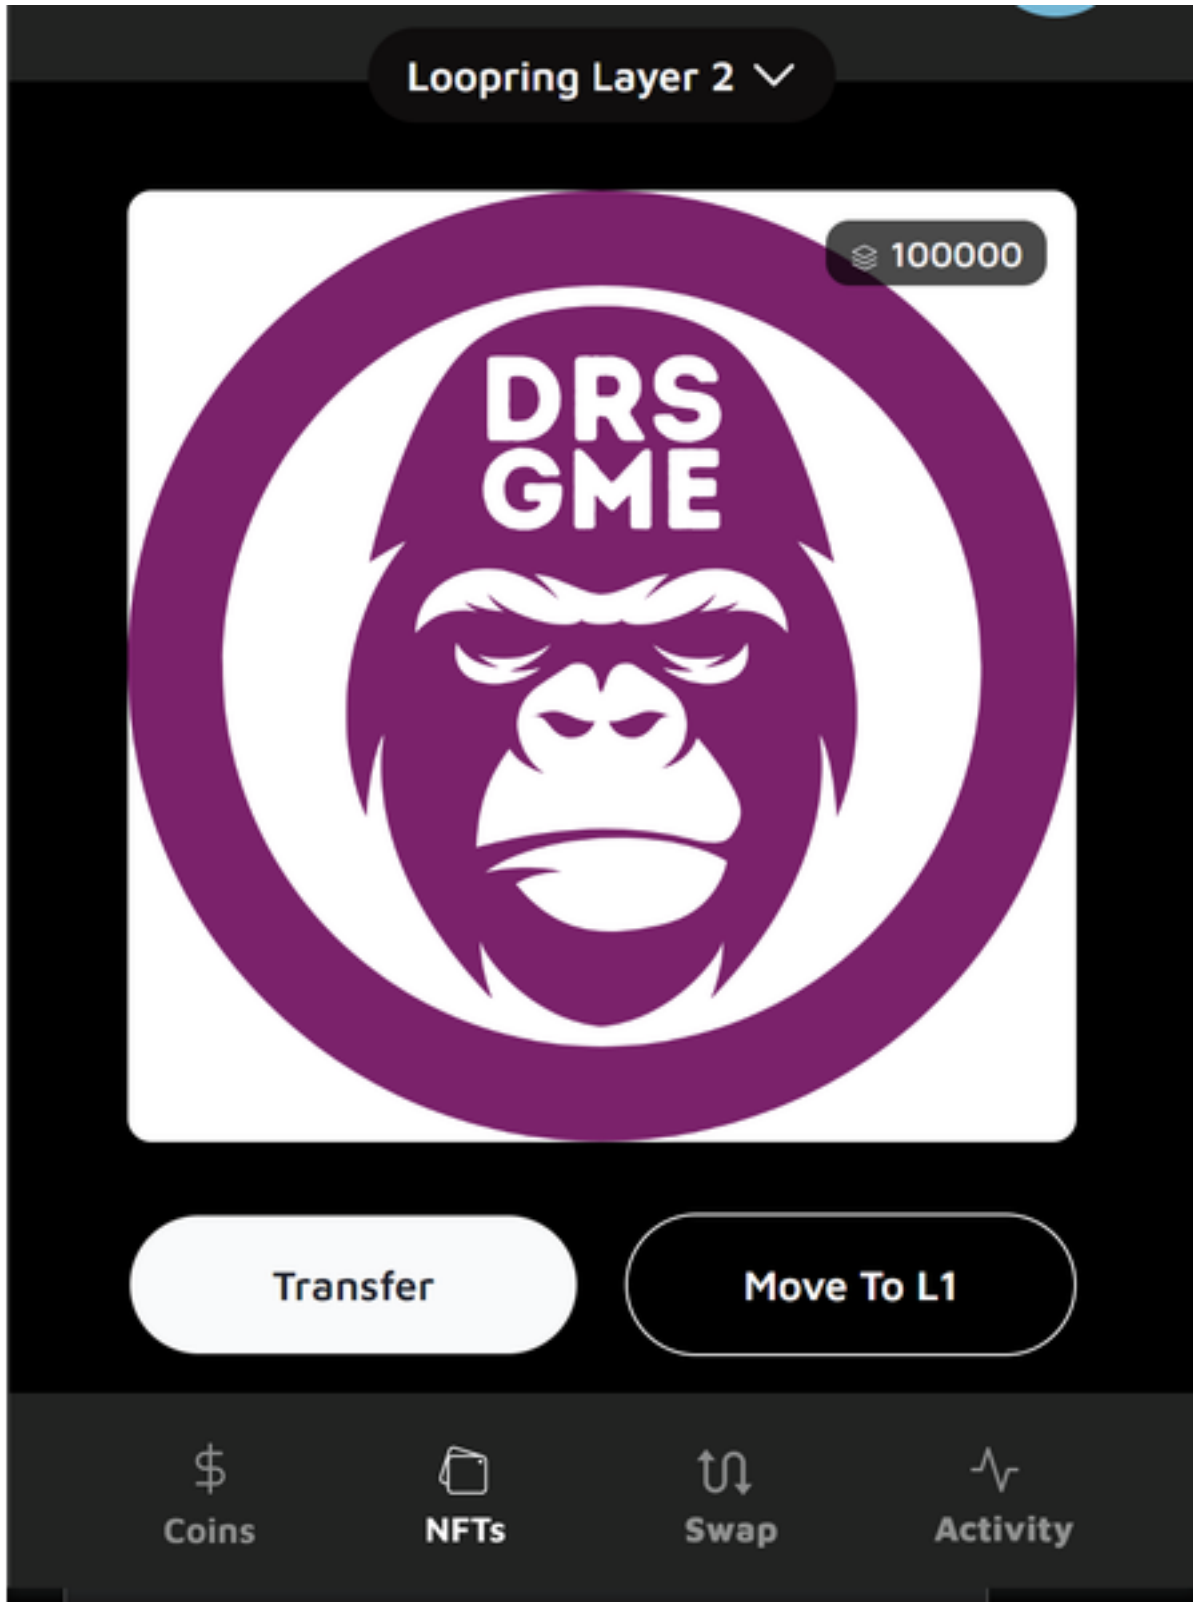 Loopring Layer 2
100000
DRS
GME
Transfer
Move To L1
Coins
NFTs
Swap
Activity